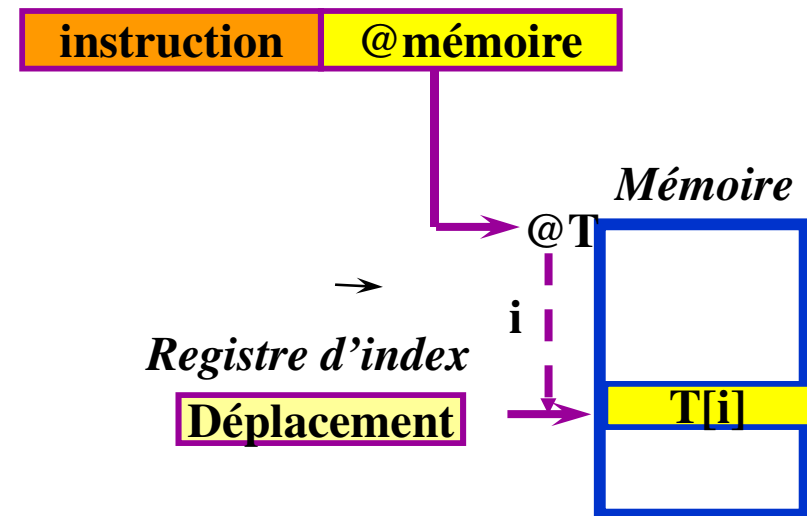 instruction @mémoire
Mémoire
@T
i
Registre d’index
Déplacement
T[i]